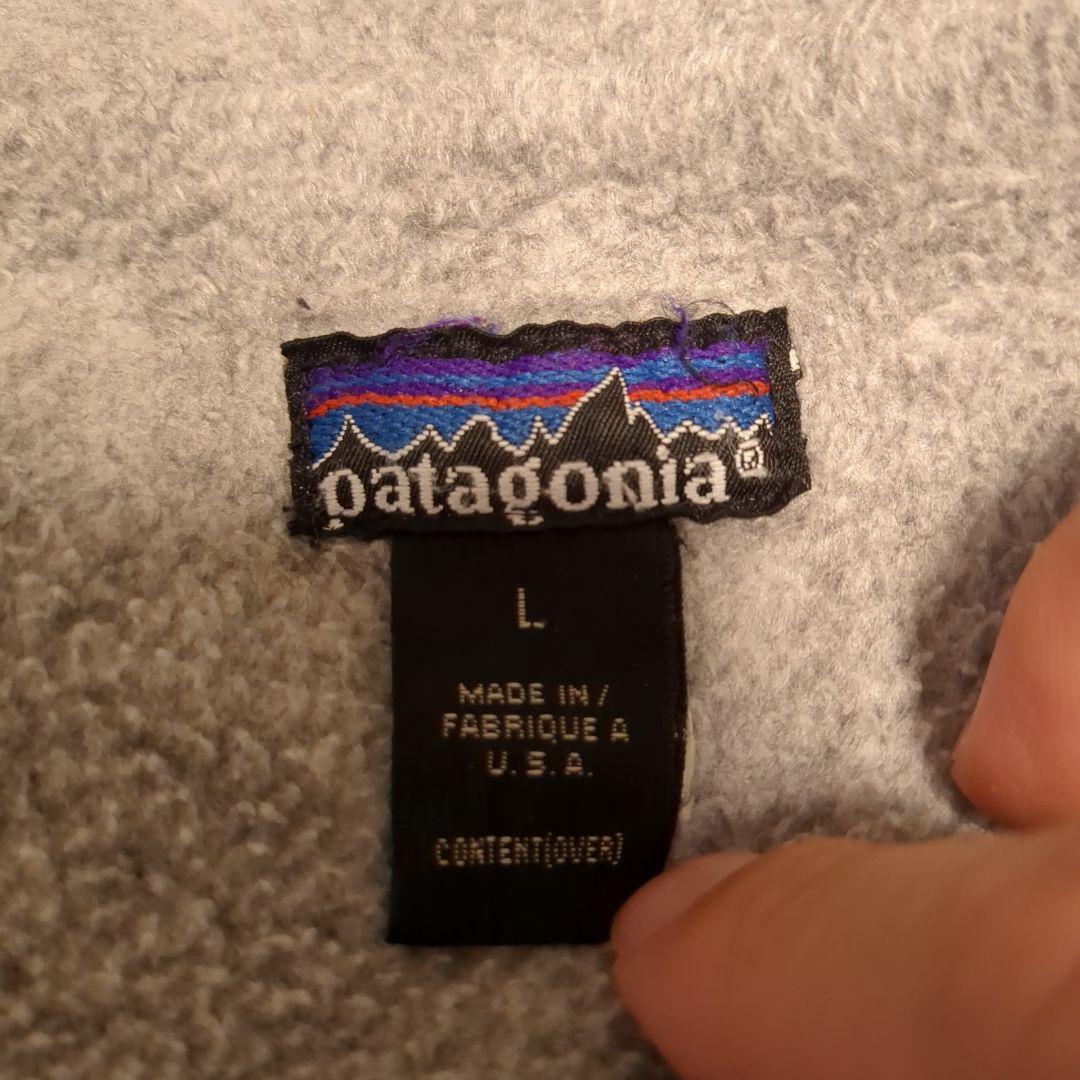 patagonia®
L
MADE IN/
FABRIQUE A
U.S.A.
CONTENT(OVER)